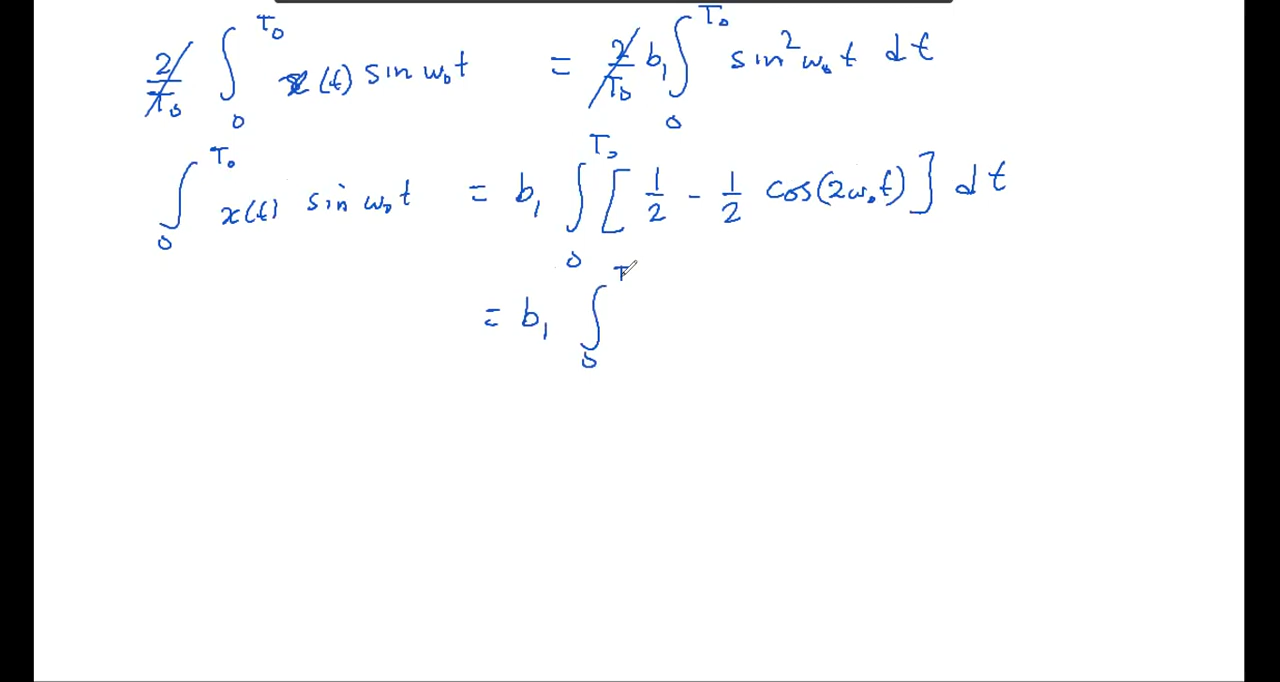 2/T₀ ∫₀^T₀ x(t) sin ω₀t = 2/T₀ b₁ ∫₀^T₀ sin²ω₀t dt
∫₀^T₀ x(t) sin ω₀t = b₁ ∫₀^T₀ [1/2 - 1/2 cos(2ω₀t)] dt
= b₁ ∫₀^T